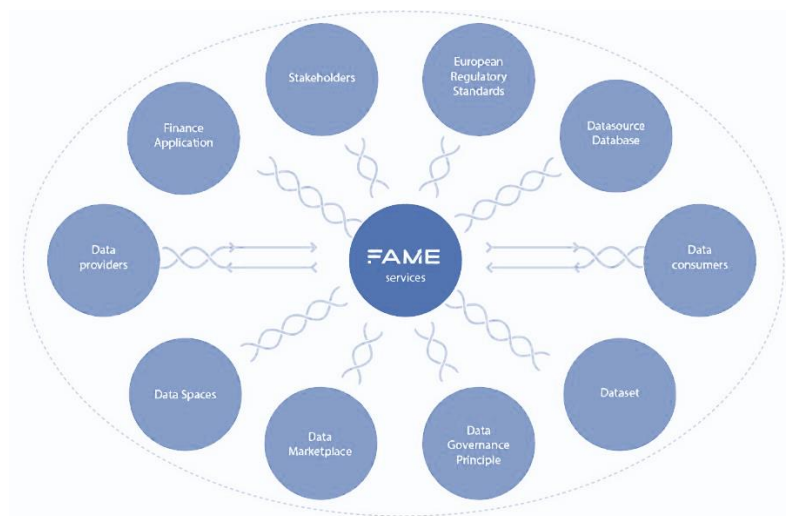 Stakeholders
European
Regulatory
Standards
Finance
Application
Datasource
Database
Data
providers
FAME
services
Data
consumers
Data Spaces
Dataset
Data
Marketplace
Data
Governance
Principle